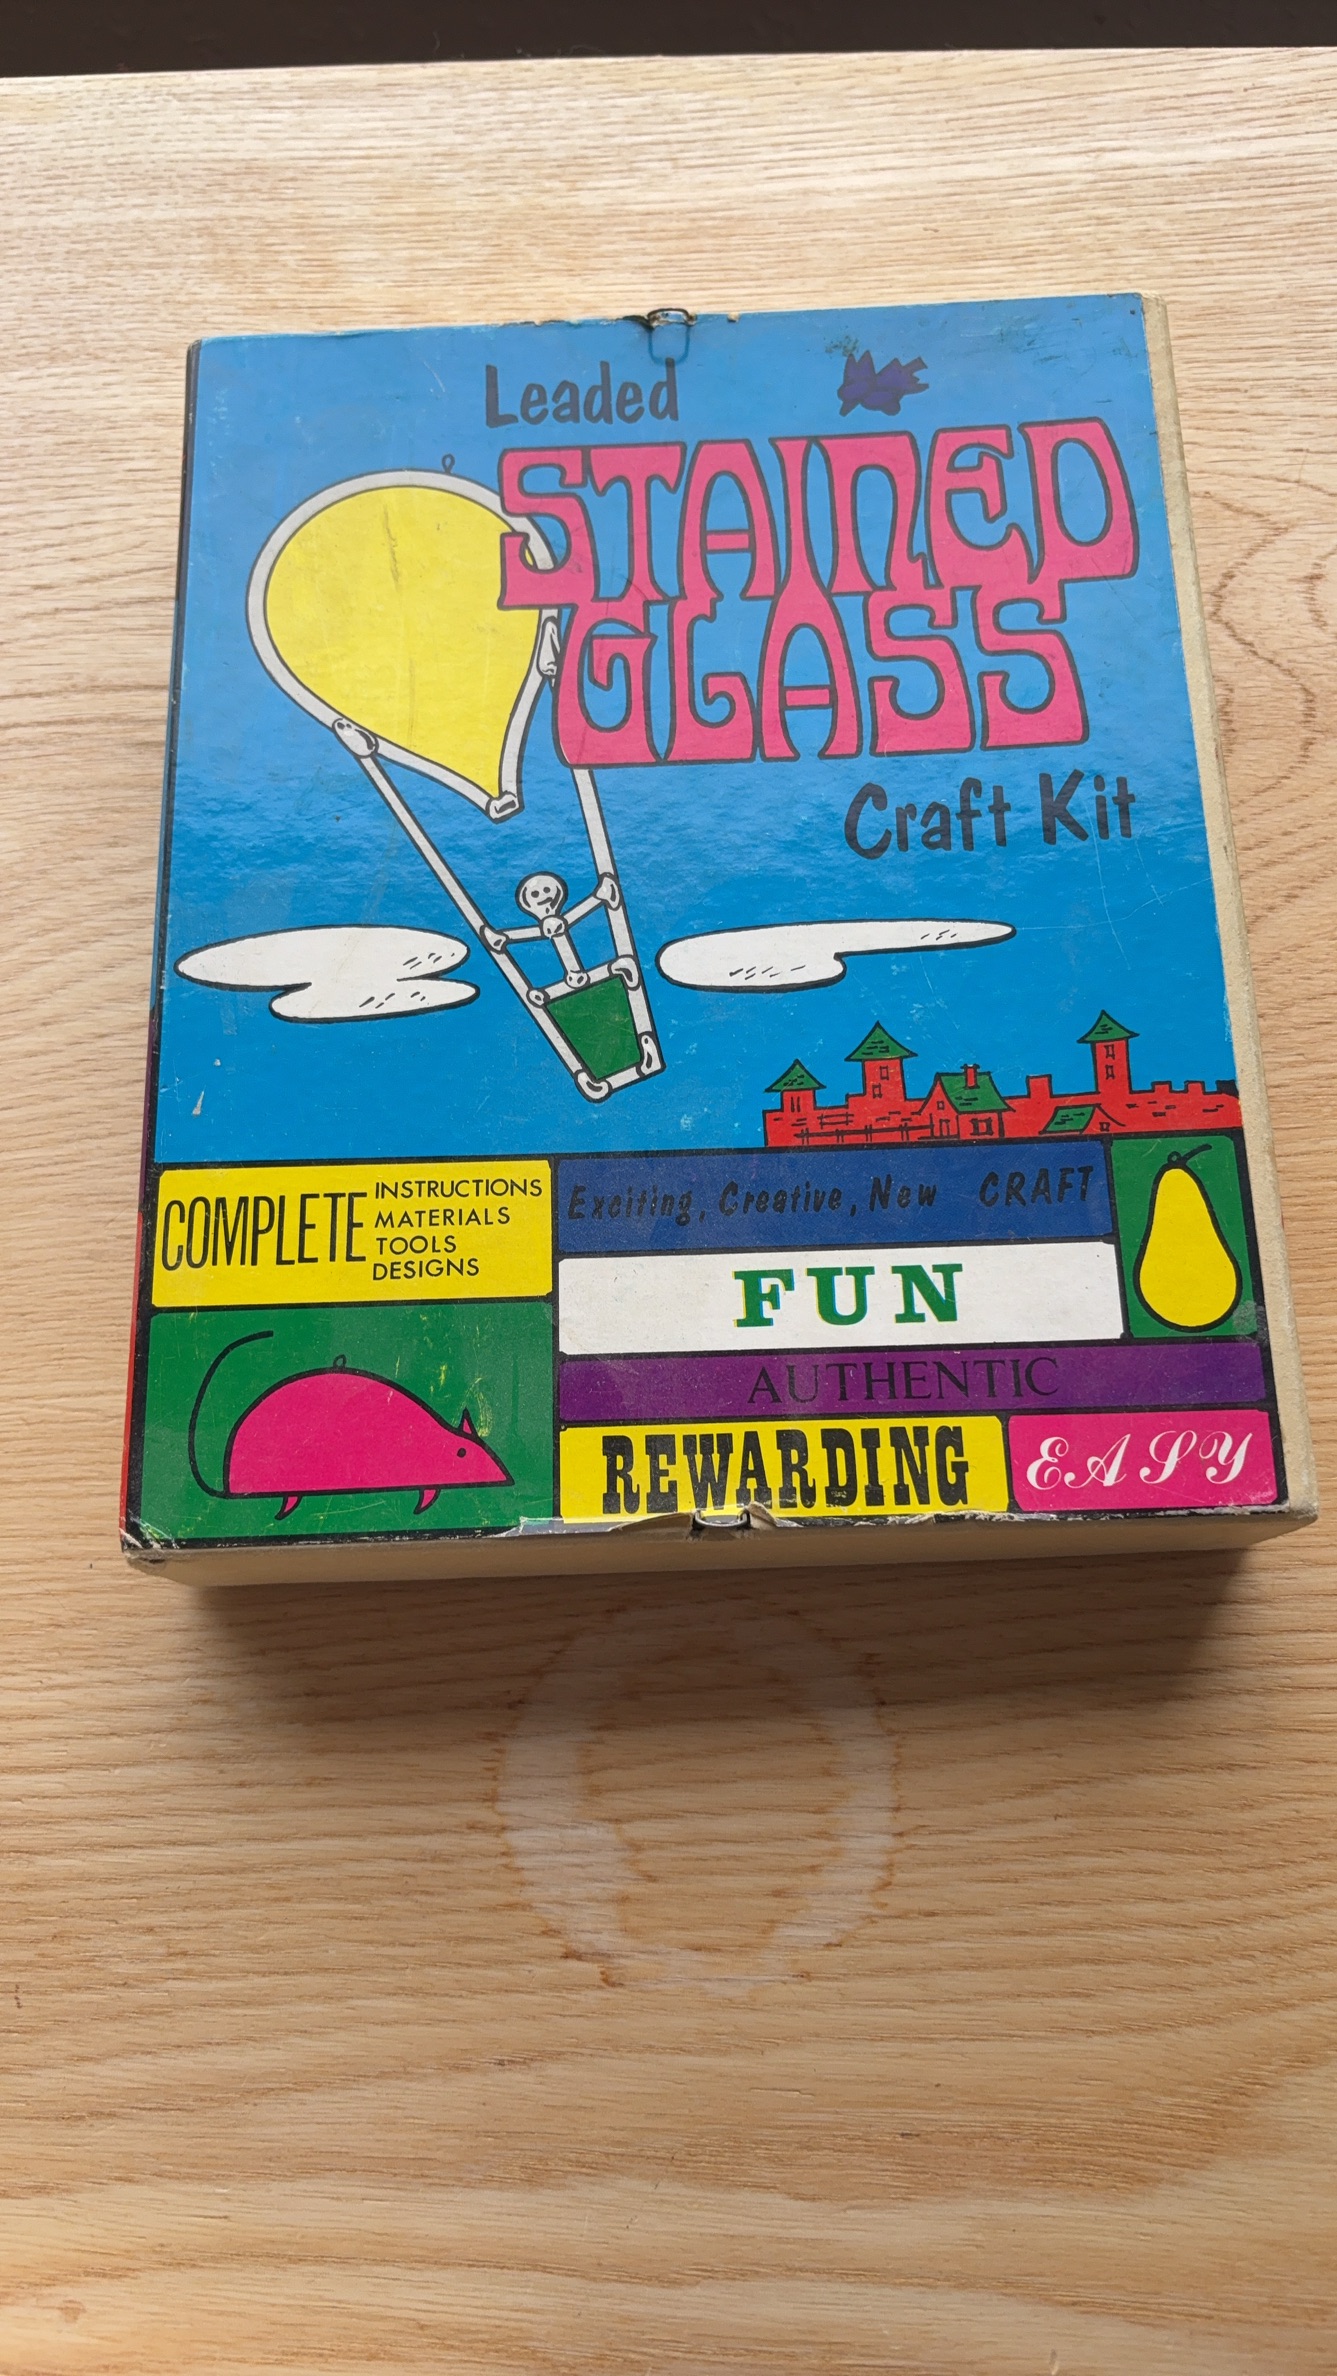 Leaded
STAINED
GLASS
Craft Kit
COMPLETE
INSTRUCTIONS
MATERIALS
TOOLS
DESIGNS
Exciting, Creative, New CRAFT
FUN
AUTHENTIC
REWARDING
EASY